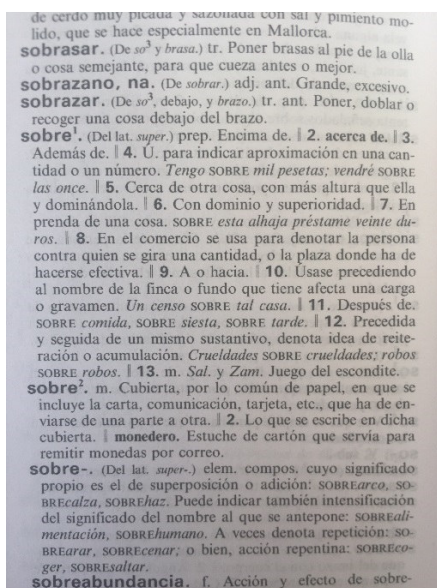 de cerdo muy picada y sazonada con sal y pimiento mo-
lido, que se hace especialmente en Mallorca.
sobrasar. (De so³ y brasa.) tr. Poner brasas al pie de la olla
o cosa semejante, para que cueza antes o mejor.
sobrazano, na. (De sobrar.) adj. ant. Grande, excesivo.
sobrazar. (De so³, debajo, y brazo.) tr. ant. Poner, doblar o
recoger una cosa debajo del brazo.
sobre¹. (Del lat. super.) prep. Encima de. ‖ 2. acerca de. ‖ 3.
Además de. ‖ 4. Ú. para indicar aproximación en una can-
tidad o un número. Tengo SOBRE mil pesetas; vendré SOBRE
las once. ‖ 5. Cerca de otra cosa, con más altura que ella
y dominándola. ‖ 6. Con dominio y superioridad. ‖ 7. En
prenda de una cosa. SOBRE esta alhaja préstame veinte du-
ros. ‖ 8. En el comercio se usa para denotar la persona
contra quien se gira una cantidad, o la plaza donde ha de
hacerse efectiva. ‖ 9. A o hacia. ‖ 10. Úsase precediendo
al nombre de la finca o fundo que tiene afecta una carga
o gravamen. Un censo SOBRE tal casa. ‖ 11. Después de.
SOBRE comida, SOBRE siesta, SOBRE tarde. ‖ 12. Precedida
y seguida de un mismo sustantivo, denota idea de reite-
ración o acumulación. Crueldades SOBRE crueldades; robos
SOBRE robos. ‖ 13. m. Sal. y Zam. Juego del escondite.
sobre². m. Cubierta, por lo común de papel, en que se
incluye la carta, comunicación, tarjeta, etc., que ha de en-
viarse de una parte a otra. ‖ 2. Lo que se escribe en dicha
cubierta. ‖ monedero. Estuche de cartón que servía para
remitir monedas por correo.
sobre-. (Del lat. super-.) elem. compos. cuyo significado
propio es el de superposición o adición: SOBREarco, SO-
BREcalza, SOBREhaz. Puede indicar también intensificación
del significado del nombre al que se antepone: SOBREali-
mentación, SOBREhumano. A veces denota repetición: SO-
BREarar, SOBREcenar; o bien, acción repentina: SOBREco-
ger, SOBREsaltar.
sobreabundancia. f. Acción y efecto de sobre-